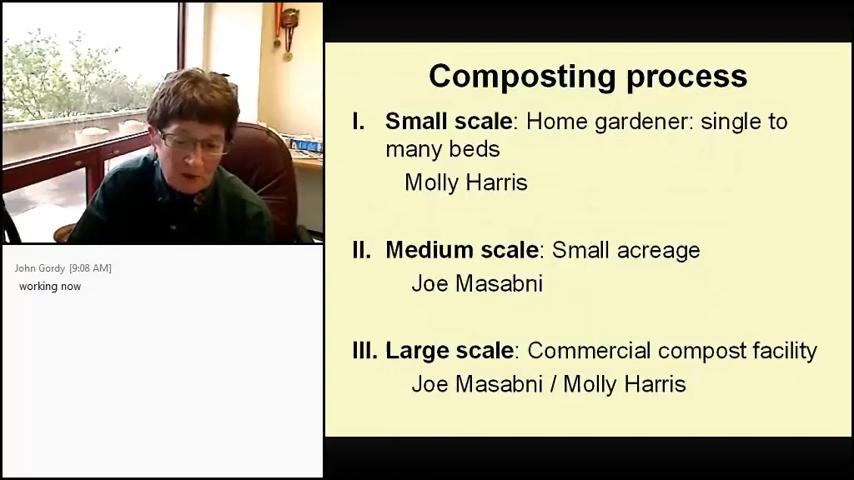 Composting process
I. Small scale: Home gardener: single to
many beds
Molly Harris
II. Medium scale: Small acreage
Joe Masabni
III. Large scale: Commercial compost facility
Joe Masabni / Molly Harris
John Gordy [9:08 AM]
working now